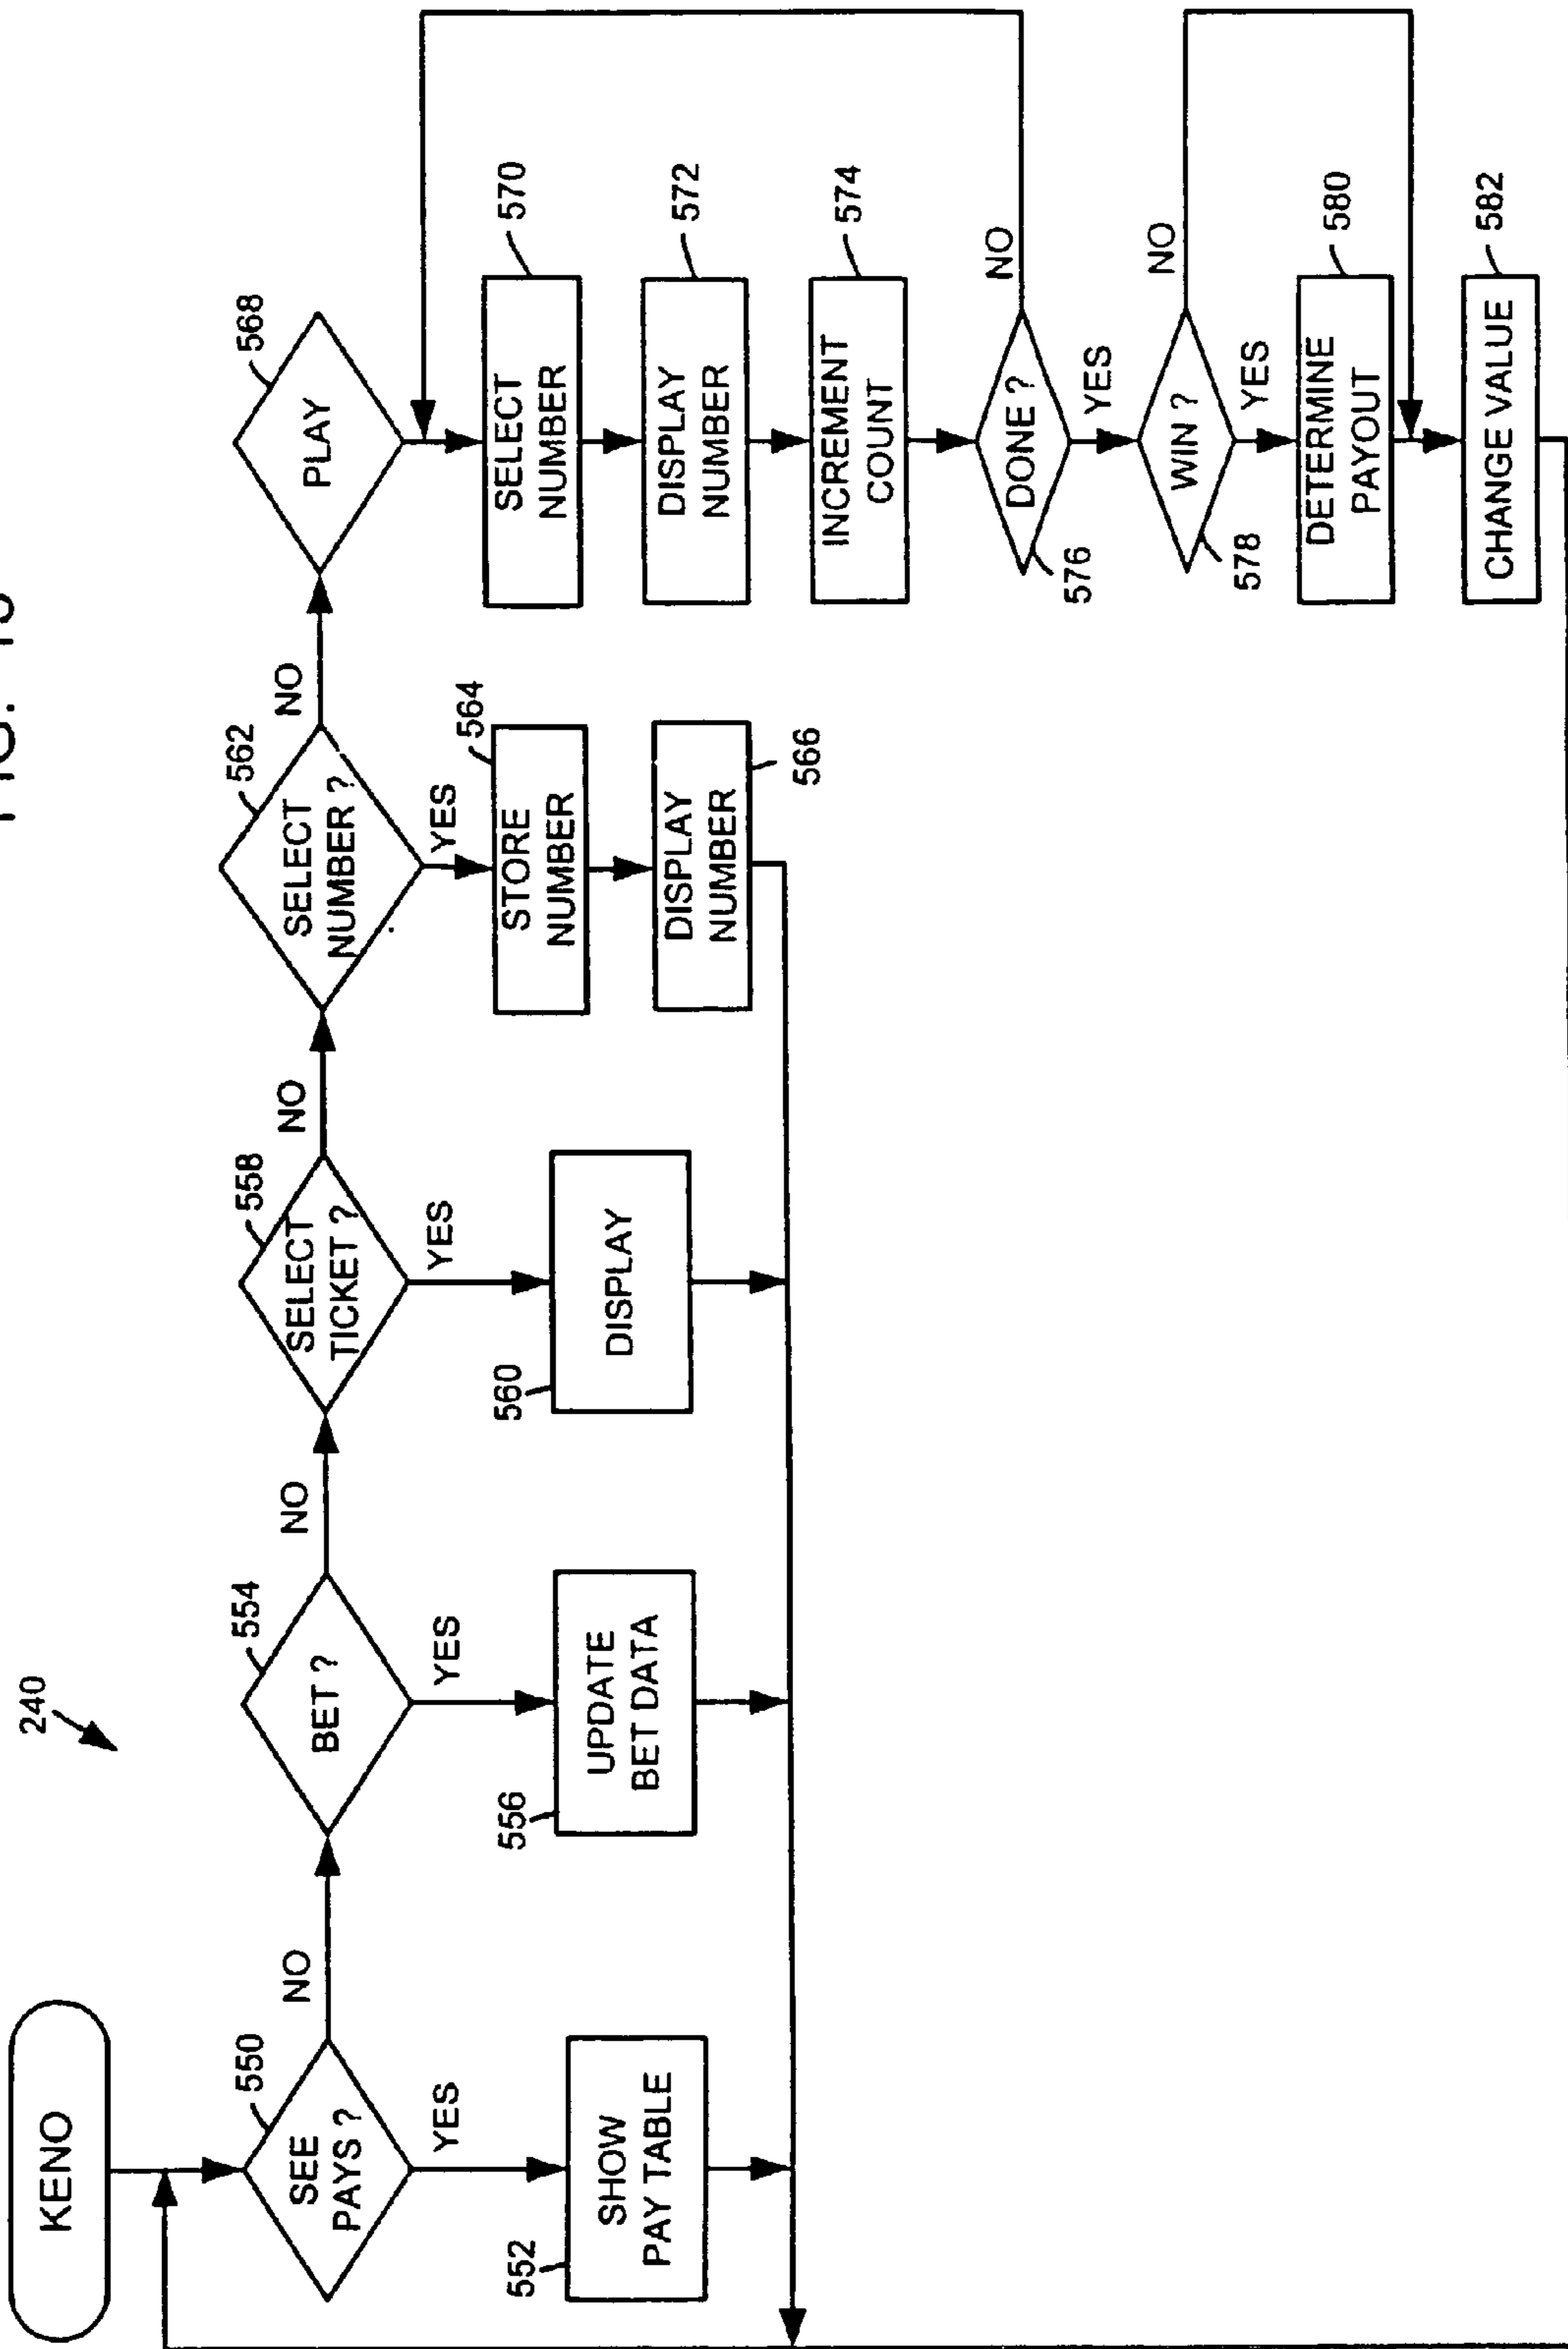 FIG.
240
KENO
550
SEE
PAYS ?
NO
YES
552
SHOW
PAY TABLE
554
BET ?
NO
YES
556
UPDATE
BET DATA
558
SELECT
TICKET ?
NO
YES
560
DISPLAY
562
SELECT
NUMBER ?
NO
YES
564
STORE
NUMBER
566
DISPLAY
NUMBER
568
PLAY
570
SELECT
NUMBER
572
DISPLAY
NUMBER
574
INCREMENT
COUNT
576
DONE ?
NO
YES
578
WIN ?
NO
YES
580
DETERMINE
PAYOUT
582
CHANGE VALUE